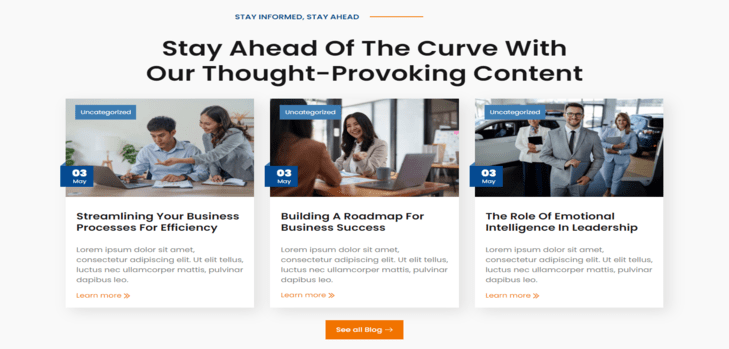 STAY INFORMED, STAY AHEAD
Stay Ahead Of The Curve With
Our Thought-Provoking Content
Uncategorized
03
May
Streamlining Your Business
Processes For Efficiency
Lorem ipsum dolor sit amet,
consectetur adipiscing elit. Ut elit tellus,
luctus nec ullamcorper mattis, pulvinar
dapibus leo.
Learn more
Uncategorized
03
May
Building A Roadmap For
Business Success
Lorem ipsum dolor sit amet,
consectetur adipiscing elit. Ut elit tellus,
luctus nec ullamcorper mattis, pulvinar
dapibus leo.
Learn more
Uncategorized
03
May
The Role Of Emotional
Intelligence In Leadership
Lorem ipsum dolor sit amet,
consectetur adipiscing elit. Ut elit tellus,
luctus nec ullamcorper mattis, pulvinar
dapibus leo.
Learn more
See all Blog